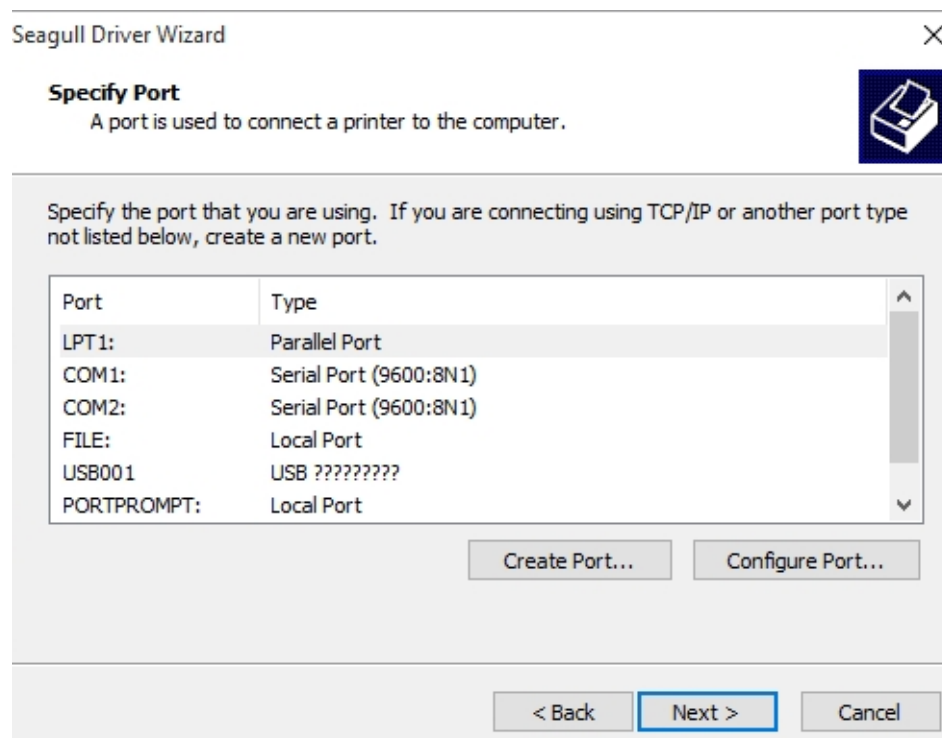 Seagull Driver Wizard
Specify Port
A port is used to connect a printer to the computer.
Specify the port that you are using. If you are connecting using TCP/IP or another port type
not listed below, create a new port.
Port Type
LPT1: Parallel Port
COM1: Serial Port (9600:8N1)
COM2: Serial Port (9600:8N1)
FILE: Local Port
USB001 USB ?????????
PORTPROMPT: Local Port
Create Port... Configure Port...
< Back Next > Cancel